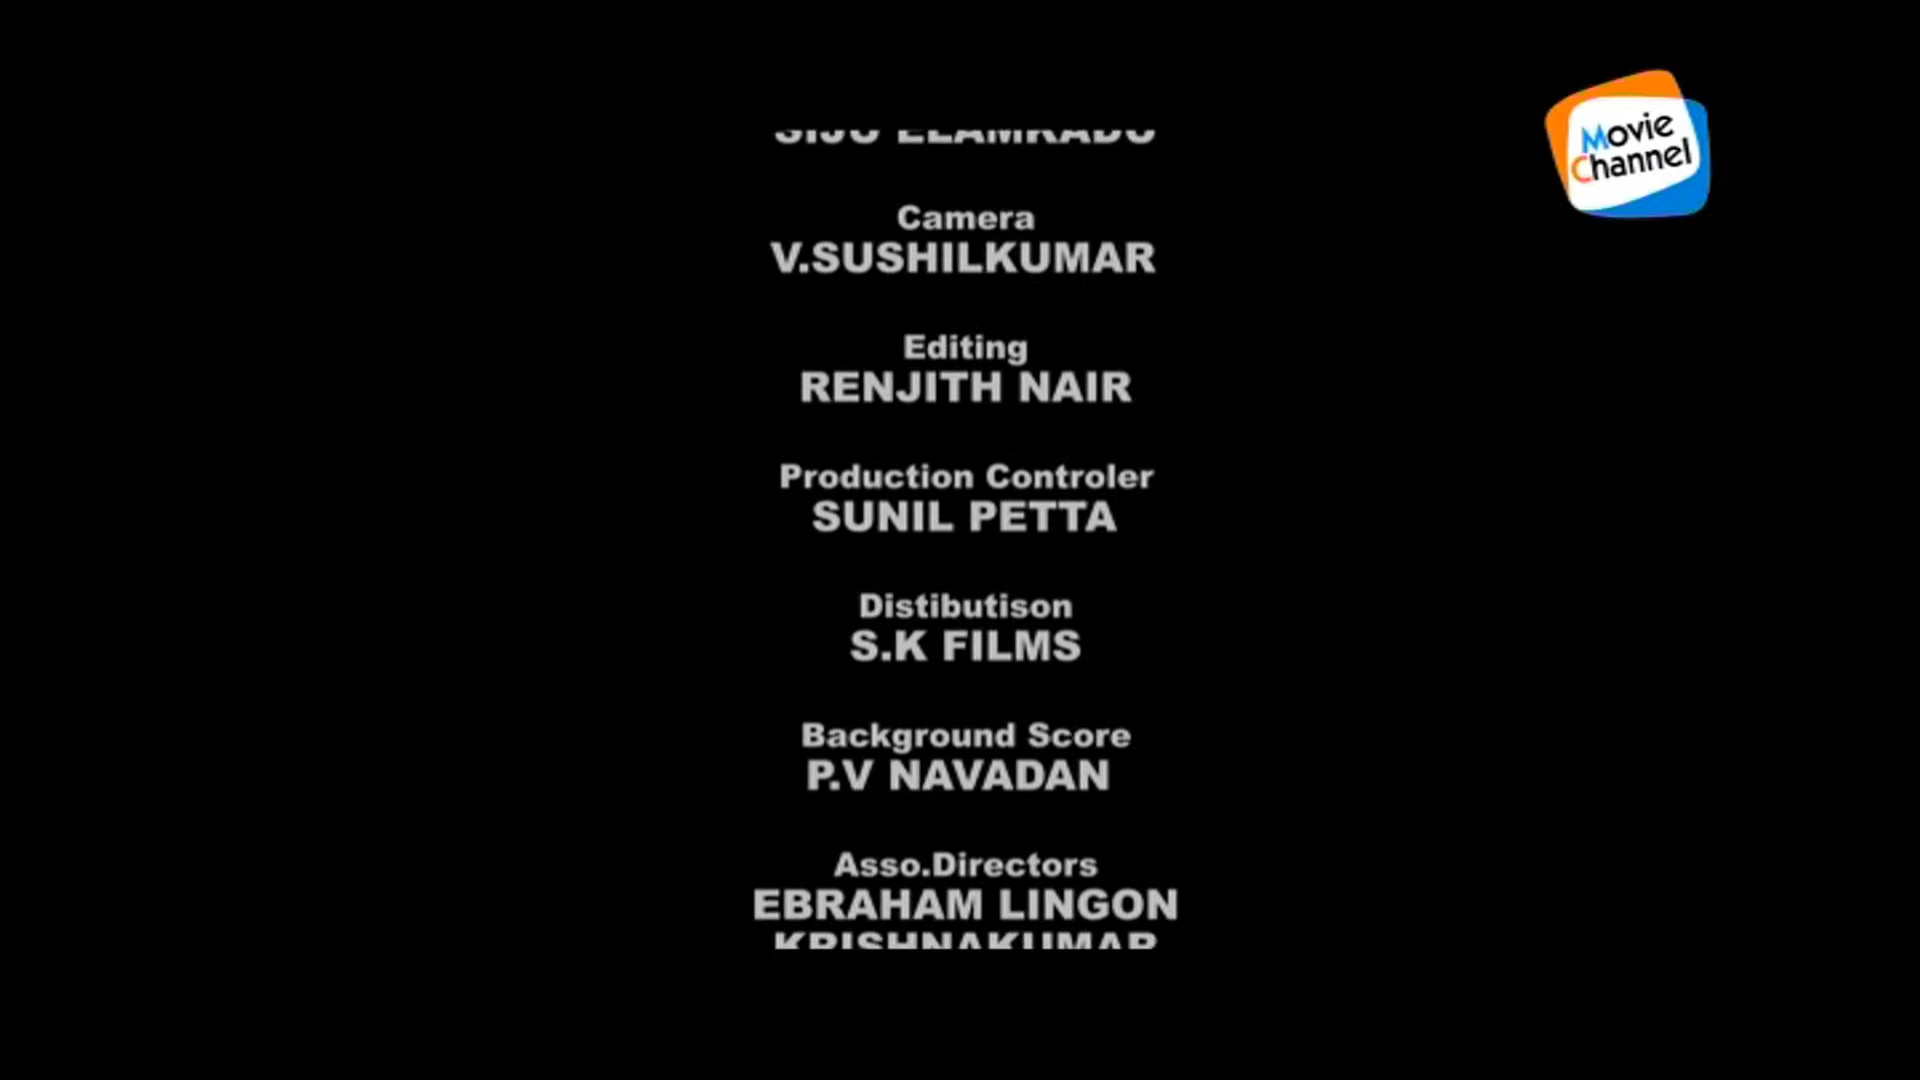 Movie
Channel
Camera
V.SUSHILKUMAR
Editing
RENJITH NAIR
Production Controler
SUNIL PETTA
Distibutison
S.K FILMS
Background Score
P.V NAVADAN
Asso.Directors
EBRAHAM LINGON
KRISHNAKUMAR